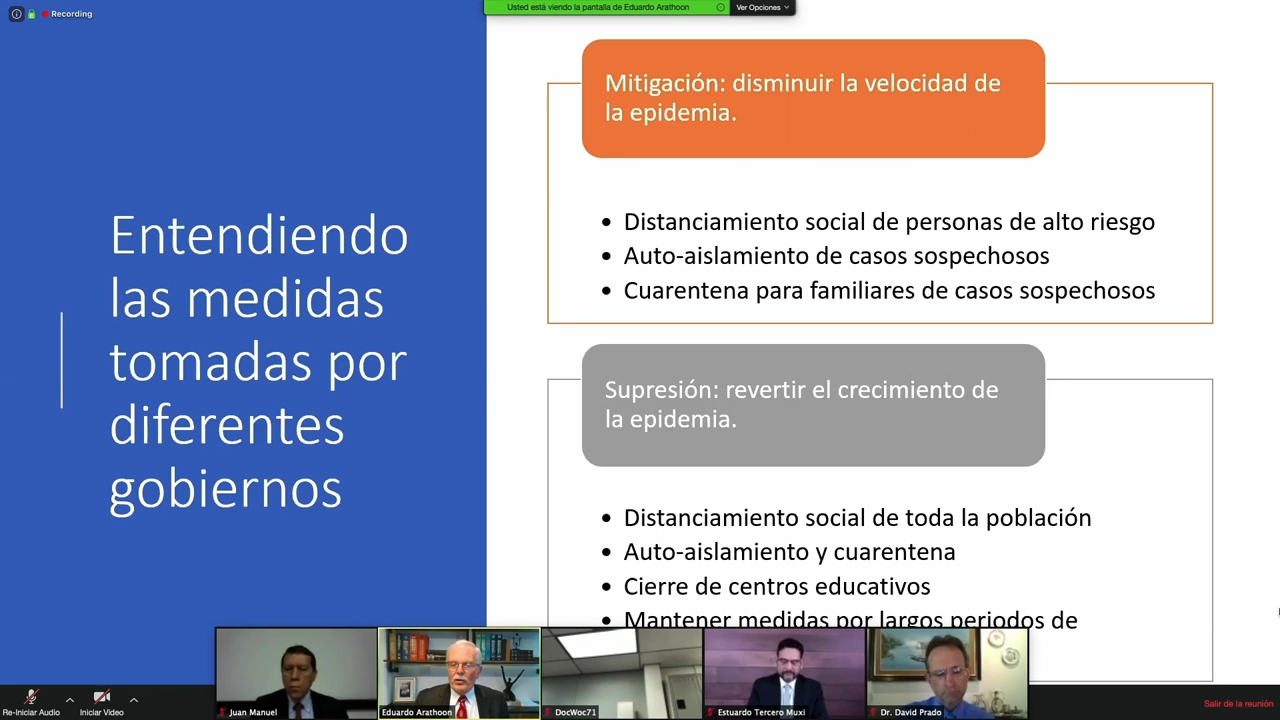 Recording
Usted está viendo la pantalla de Eduardo Arathoon
Ver Opciones
Entendiendo
las medidas
tomadas por
diferentes
gobiernos
Mitigación: disminuir la velocidad de
la epidemia.
• Distanciamiento social de personas de alto riesgo
• Auto-aislamiento de casos sospechosos
• Cuarentena para familiares de casos sospechosos
Supresión: revertir el crecimiento de
la epidemia.
• Distanciamiento social de toda la población
• Auto-aislamiento y cuarentena
• Cierre de centros educativos
• Mantener medidas por largos periodos de
Re-Iniciar Audio
Iniciar Video
Juan Manuel
Eduardo Arathoon
DocWoc71
Estuardo Tercero Muxi
Dr. David Prado
Salir de la reunión